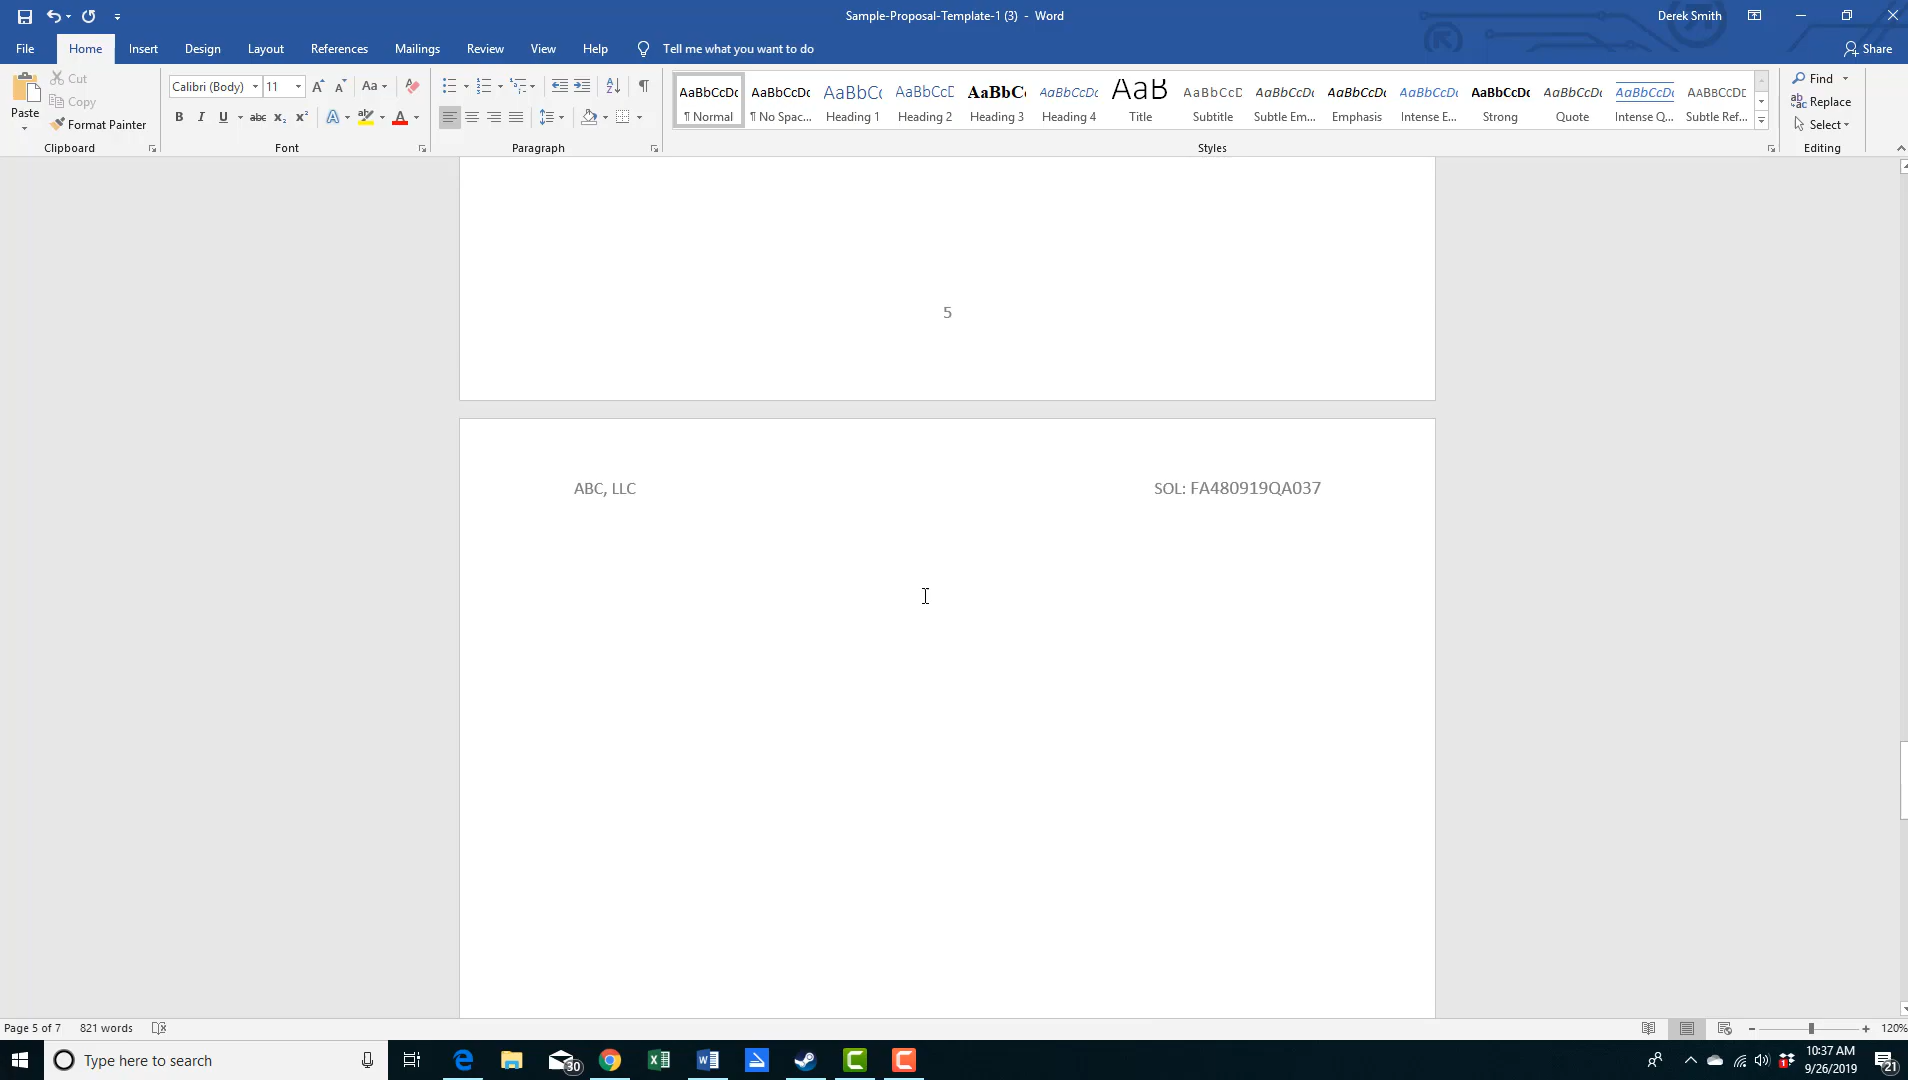 Sample-Proposal-Template-1 (3) - Word
Derek Smith
File Home Insert Design Layout References Mailings Review View Help Tell me what you want to do Share
Paste
Cut
Copy
Format Painter
Clipboard
Calibri (Body) 11
Font
Paragraph
AaBbCcDc AaBbCcDc AaBbC( AaBbCcD AaBbC( AaBbCcDc AaB AaBbCcD AaBbCcDc AaBbCcDc AaBbCcDc AaBbCcDc AaBbCcDc AaBbCcDc AABBCCDE
¶ Normal ¶ No Spac... Heading 1 Heading 2 Heading 3 Heading 4 Title Subtitle Subtle Em... Emphasis Intense E... Strong Quote Intense Q... Subtle Ref...
Styles
Find
Replace
Select
Editing
5
ABC, LLC SOL: FA480919QA037
Page 5 of 7 821 words
120%
Type here to search
30
10:37 AM
9/26/2019
21